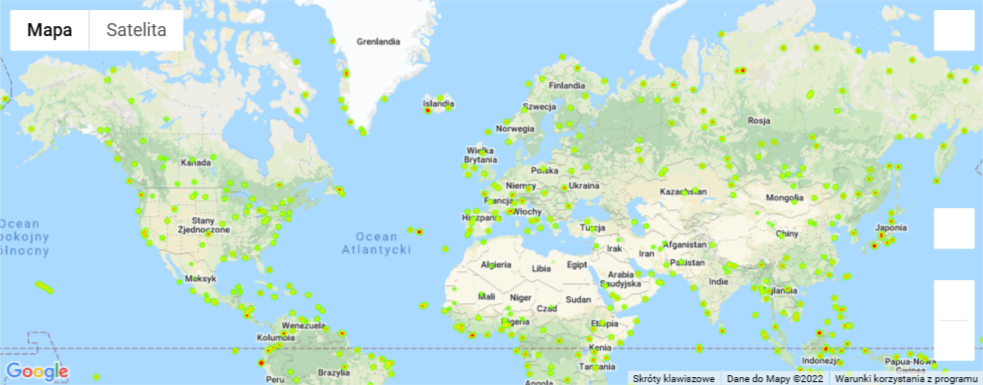 Mapa
Satelita
Grenlandia
Islandia
Finlandia
Szwecja
Norwegia
Rosja
Kanada
Wielka
Brytania
Polska
Niemcy
Ukraina
Kazachstan
Mongolia
Francja
Stany
Zjednoczone
Hiszpania
Włochy
Turcja
Chiny
Japonia
Ocean
Spokojny
Północny
Ocean
Atlantycki
Irak
Iran
Afganistan
Pakistan
Algieria
Libia
Egipt
Arabia
Saudyjska
Indie
Meksyk
Mali
Niger
Czad
Sudan
Tajlandia
Wenezuela
Nigeria
Etiopia
Kolumbia
Kenia
Indonezja
Papua-Nowa
Gwinea
Peru
Brazylia
Tanzania
Angola
Google
Skróty klawiszowe
Dane do Mapy ©2022
Warunki korzystania z programu